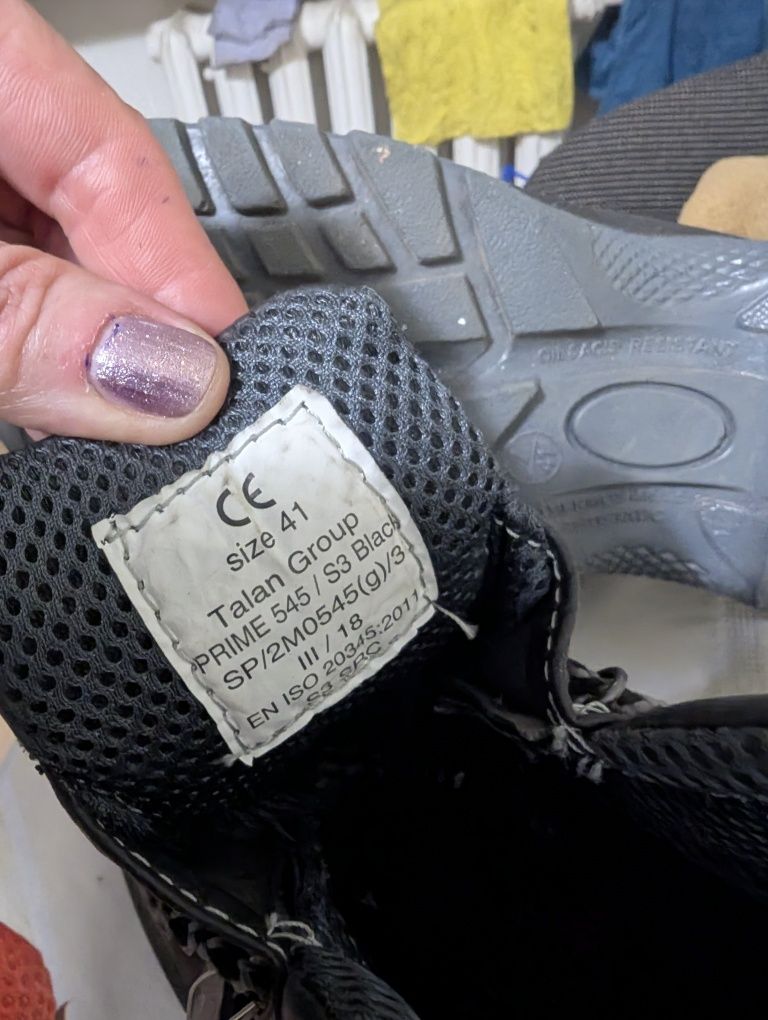 CE
size 41
Talan Group
PRIME 545 / S3 Black
SP/2M0545(g)/3
III / 18
EN ISO 20345:2011
S3 SRC
OIL&ACID RESISTANT